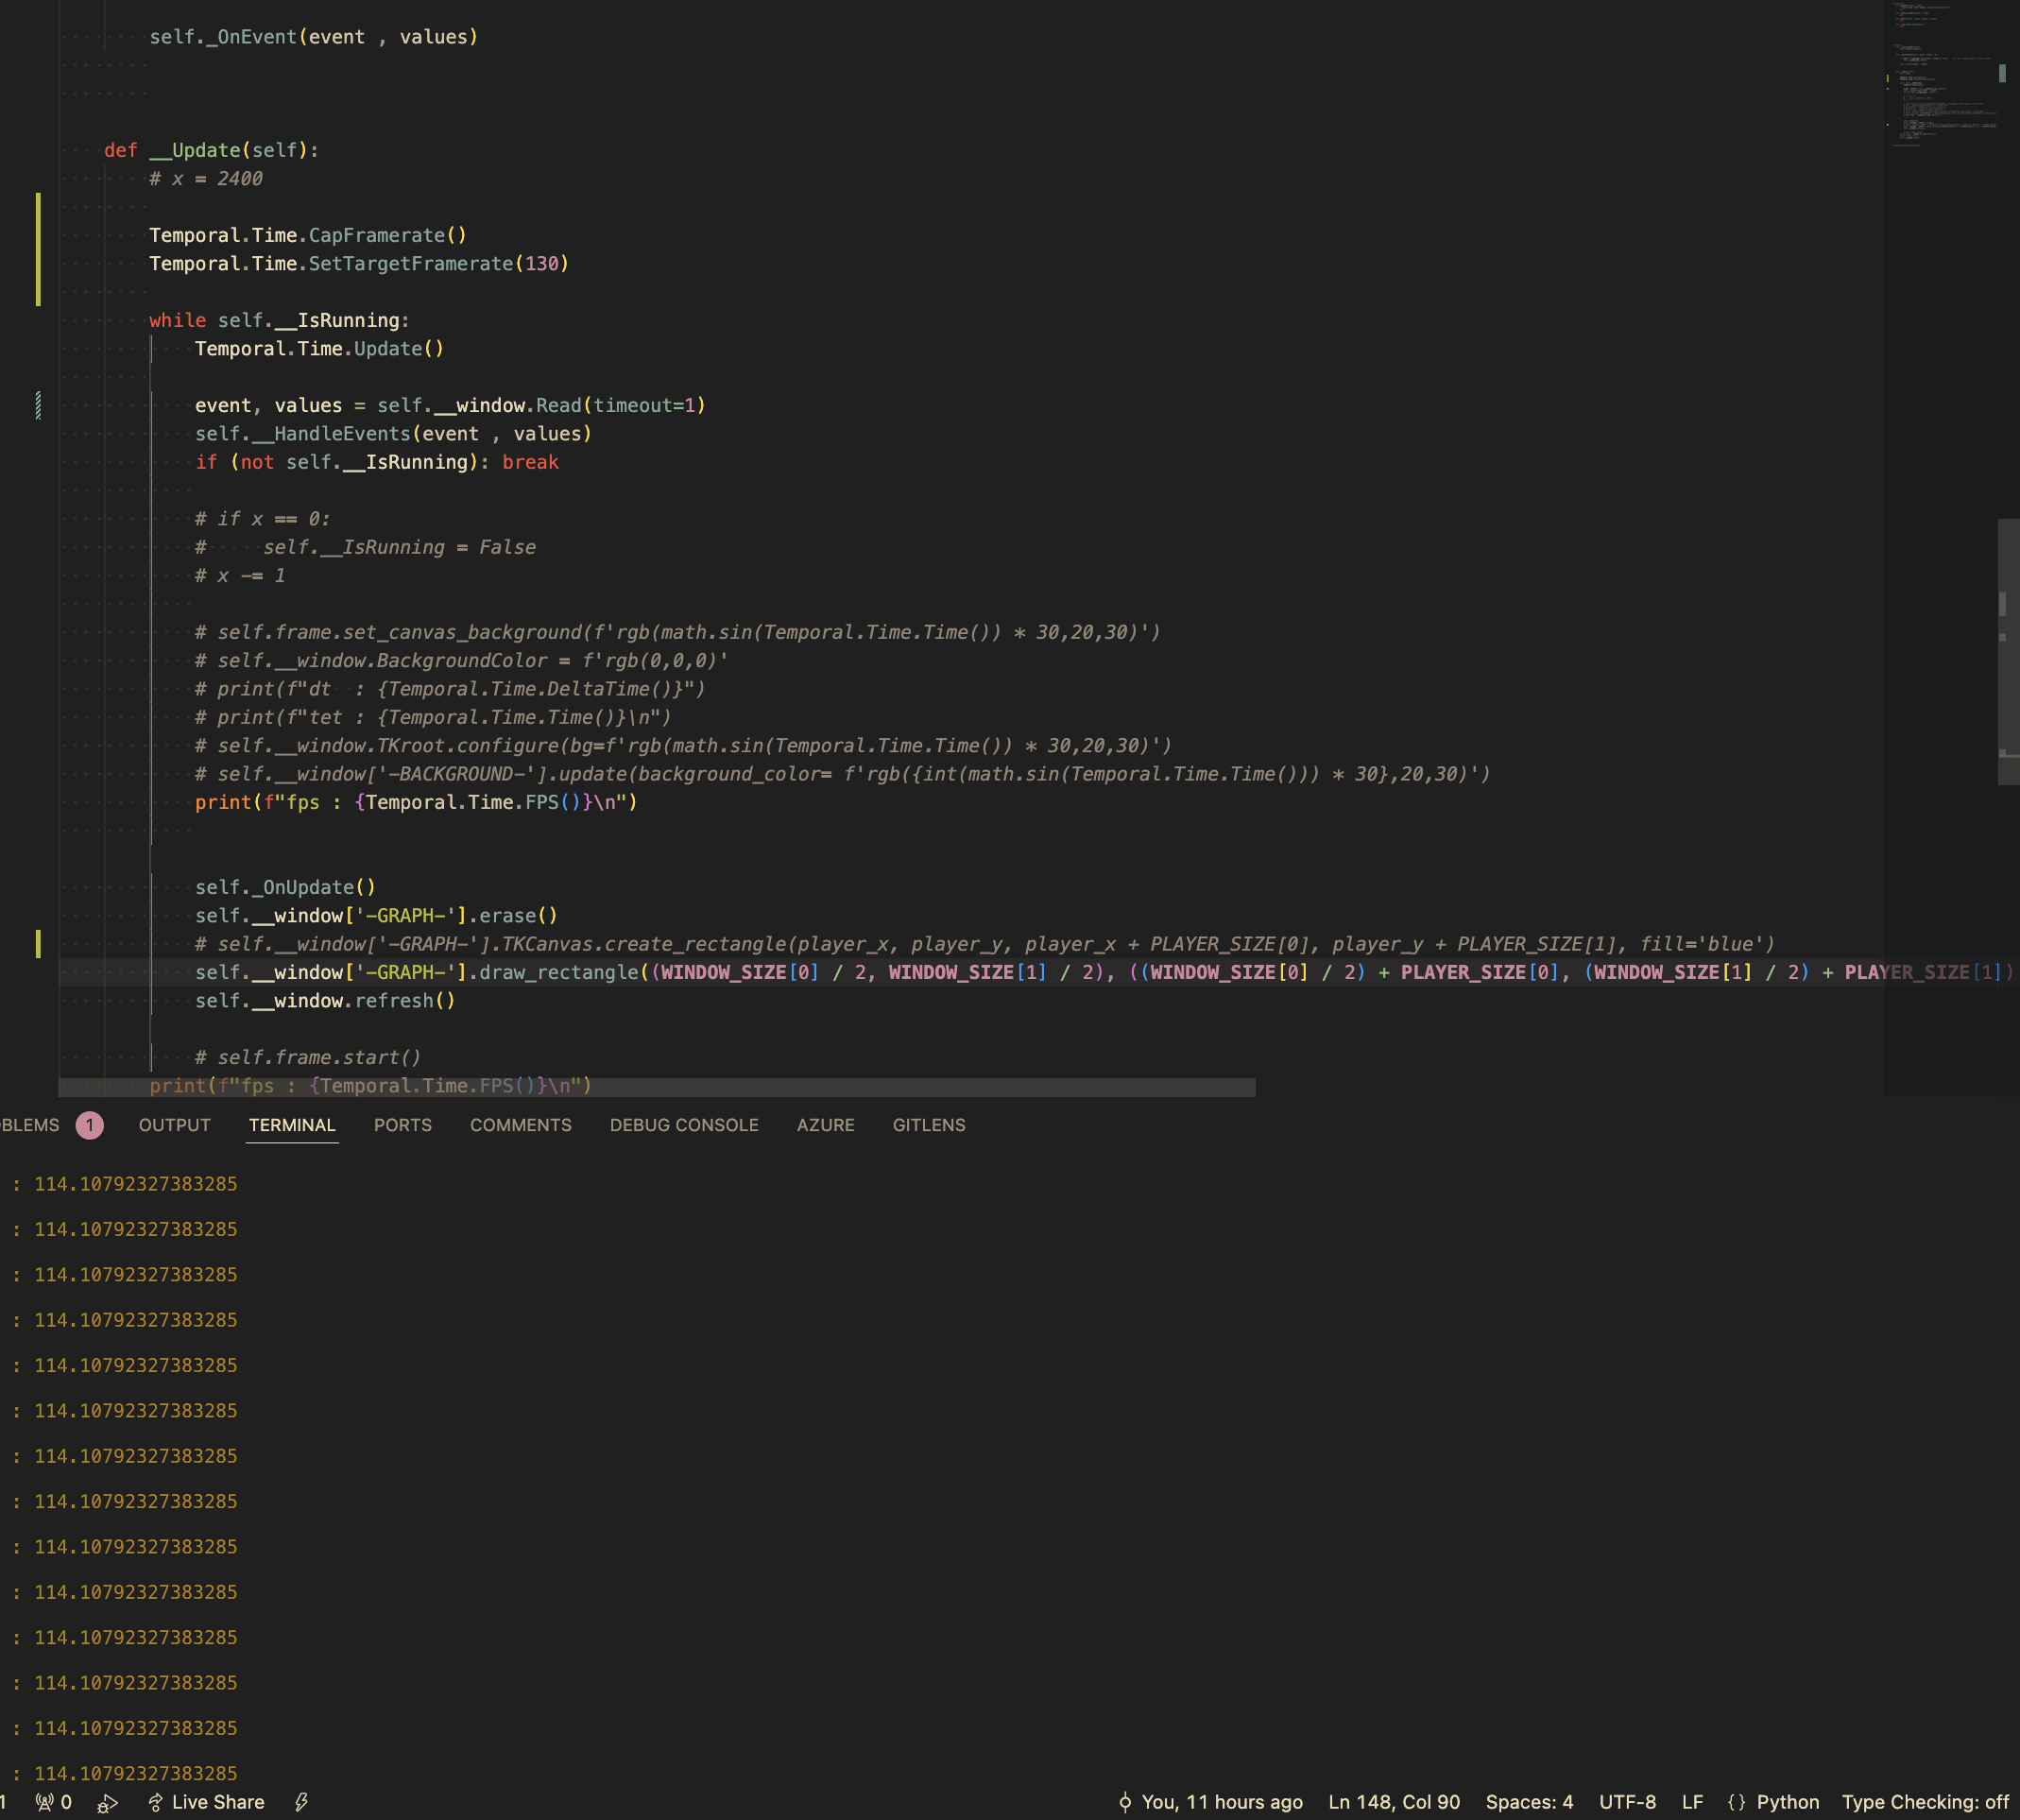 self._OnEvent(event , values)
def __Update(self):
# x = 2400
Temporal.Time.CapFramerate()
Temporal.Time.SetTargetFramerate(130)
while self.__IsRunning:
Temporal.Time.Update()
event, values = self.__window.Read(timeout=1)
self.__HandleEvents(event , values)
if (not self.__IsRunning): break
# if x == 0:
#     self.__IsRunning = False
# x -= 1
# self.frame.set_canvas_background(f'rgb(math.sin(Temporal.Time.Time()) * 30,20,30)')
# self.__window.BackgroundColor = f'rgb(0,0,0)'
# print(f"dt  : {Temporal.Time.DeltaTime()}")
# print(f"tet : {Temporal.Time.Time()}\n")
# self.__window.TKroot.configure(bg=f'rgb(math.sin(Temporal.Time.Time()) * 30,20,30)')
# self.__window['-BACKGROUND-'].update(background_color= f'rgb({int(math.sin(Temporal.Time.Time())) * 30},20,30)')
print(f"fps : {Temporal.Time.FPS()}\n")
self._OnUpdate()
self.__window['-GRAPH-'].erase()
# self.__window['-GRAPH-'].TKCanvas.create_rectangle(player_x, player_y, player_x + PLAYER_SIZE[0], player_y + PLAYER_SIZE[1], fill='blue')
self.__window['-GRAPH-'].draw_rectangle((WINDOW_SIZE[0] / 2, WINDOW_SIZE[1] / 2), ((WINDOW_SIZE[0] / 2) + PLAYER_SIZE[0], (WINDOW_SIZE[1] / 2) + PLAYER_SIZE[1])
self.__window.refresh()
# self.frame.start()
print(f"fps : {Temporal.Time.FPS()}\n")
OBLEMS 1 OUTPUT TERMINAL PORTS COMMENTS DEBUG CONSOLE AZURE GITLENS
: 114.10792327383285
: 114.10792327383285
: 114.10792327383285
: 114.10792327383285
: 114.10792327383285
: 114.10792327383285
: 114.10792327383285
: 114.10792327383285
: 114.10792327383285
: 114.10792327383285
: 114.10792327383285
: 114.10792327383285
: 114.10792327383285
: 114.10792327383285
1 0 Live Share You, 11 hours ago Ln 148, Col 90 Spaces: 4 UTF-8 LF {} Python Type Checking: off